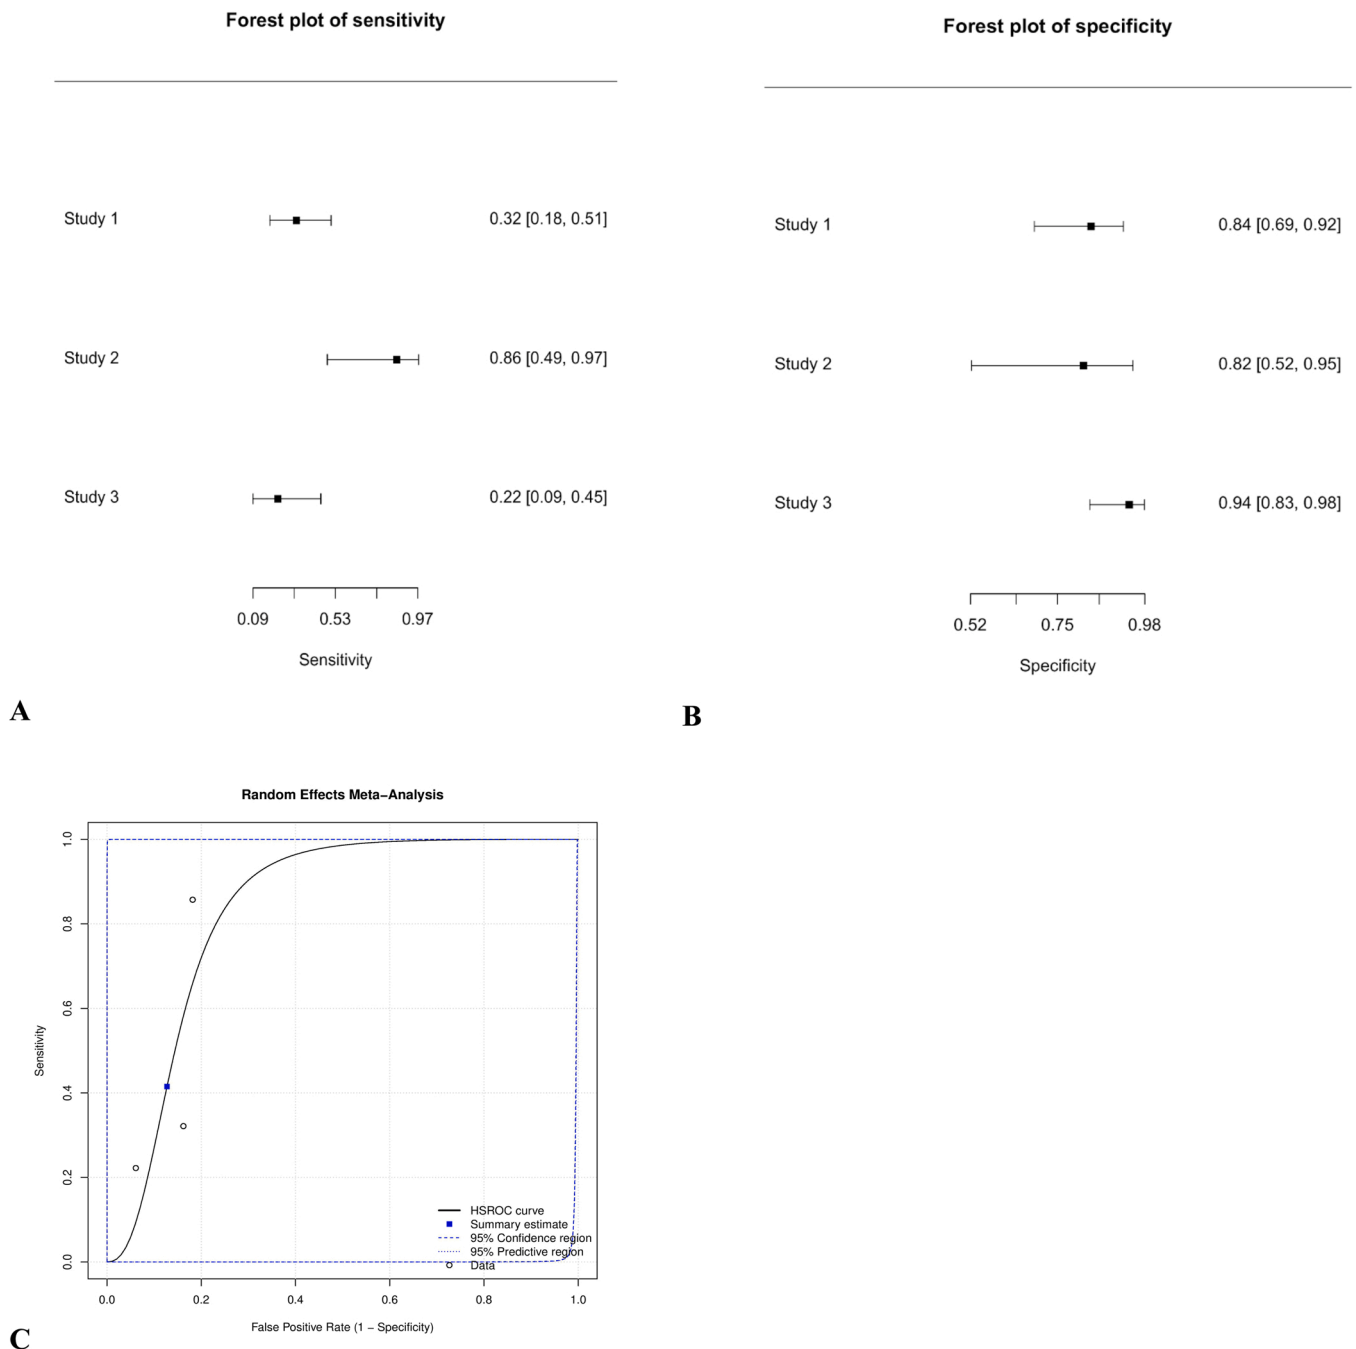 Forest plot of sensitivity
Study 1 0.32 [0.18, 0.51]
Study 2 0.86 [0.49, 0.97]
Study 3 0.22 [0.09, 0.45]
0.09 0.53 0.97
Sensitivity
A
Forest plot of specificity
Study 1 0.84 [0.69, 0.92]
Study 2 0.82 [0.52, 0.95]
Study 3 0.94 [0.83, 0.98]
0.52 0.75 0.98
Specificity
B
Random Effects Meta−Analysis
Sensitivity
1.0
0.8
0.6
0.4
0.2
0.0
HSROC curve
Summary estimate
95% Confidence region
95% Predictive region
Data
0.0 0.2 0.4 0.6 0.8 1.0
False Positive Rate (1 − Specificity)
C